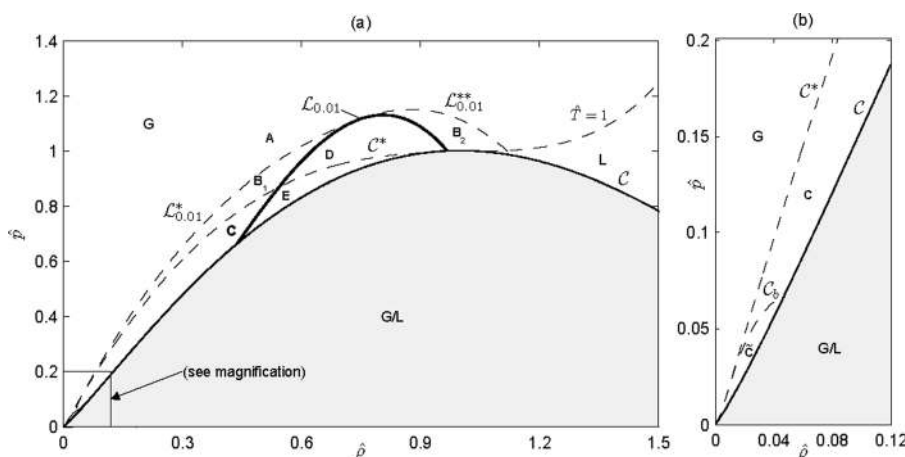 (a)
1.4
1.2
1
0.8
0.6
0.4
0.2
0
p̂
0
0.3
0.6
0.9
1.2
1.5
ρ̂
G
A
ℒ0.01
ℒ**0.01
B2
T̂ = 1
L
𝒞
D
𝒞*
B1
E
ℒ*0.01
C
G/L
(see magnification)
(b)
0.2
0.15
0.1
0.05
0
p̂
0
0.04
0.08
0.12
ρ̂
𝒞*
𝒞
G
C
𝒞b
C̃
G/L